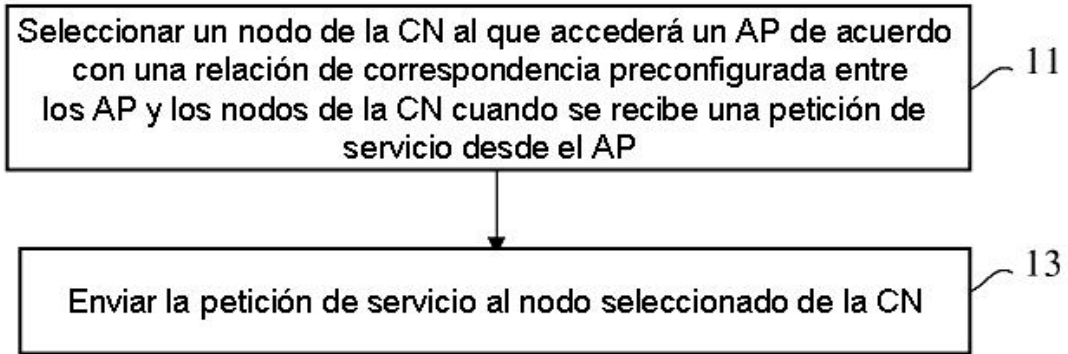 Seleccionar un nodo de la CN al que accederá un AP de acuerdo
con una relación de correspondencia preconfigurada entre
los AP y los nodos de la CN cuando se recibe una petición de
servicio desde el AP
11
Enviar la petición de servicio al nodo seleccionado de la CN
13